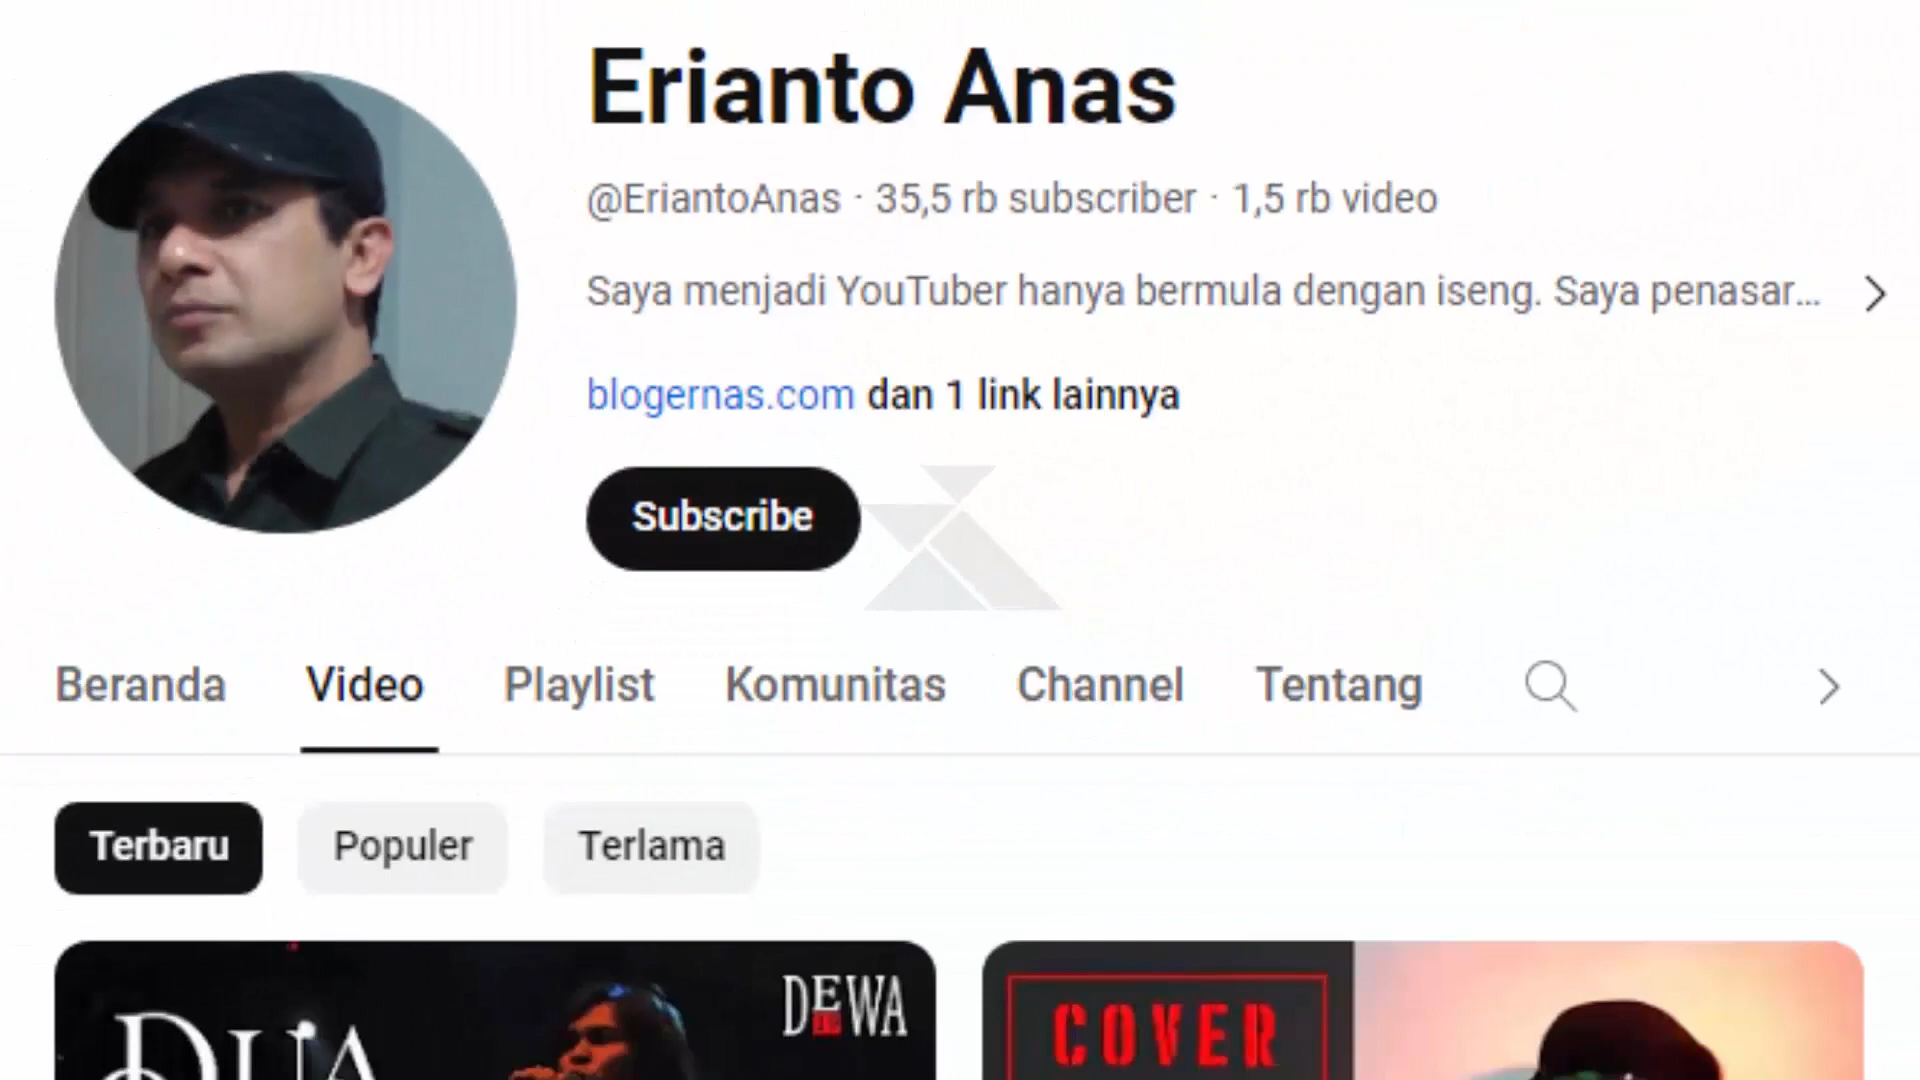 Erianto Anas
@EriantoAnas · 35,5 rb subscriber · 1,5 rb video
Saya menjadi YouTuber hanya bermula dengan iseng. Saya penasar...
blogernas.com dan 1 link lainnya
Subscribe
Beranda Video Playlist Komunitas Channel Tentang
Terbaru Populer Terlama
DEWA
DUA
COVER